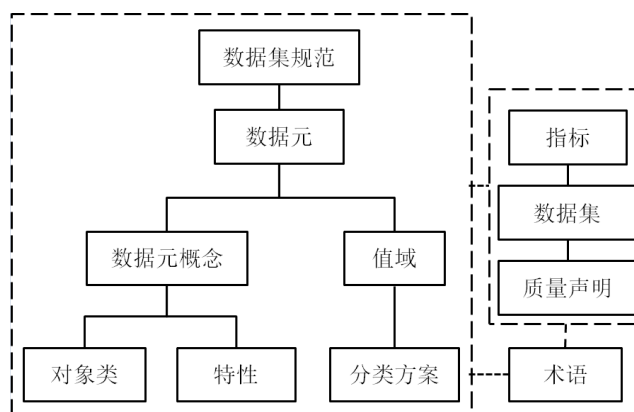 数据集规范
数据元
指标
数据集
数据元概念
值域
质量声明
对象类
特性
分类方案
术语